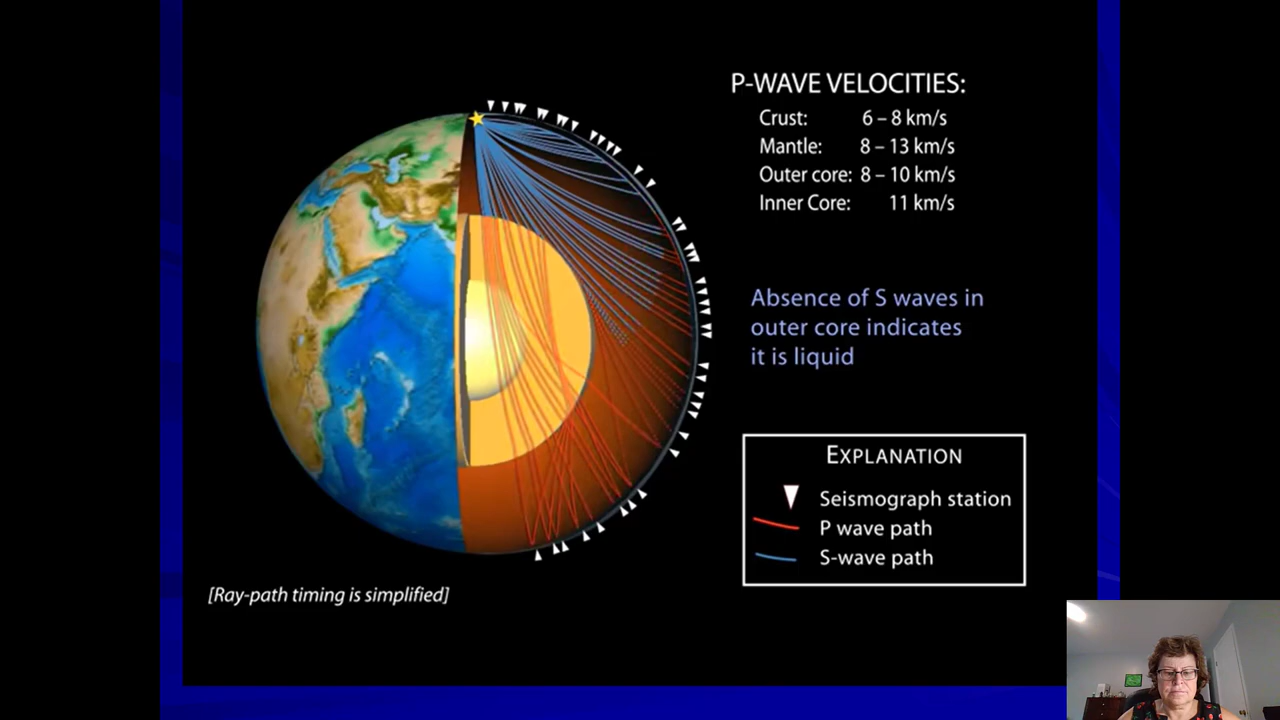 P-WAVE VELOCITIES:
Crust: 6 – 8 km/s
Mantle: 8 – 13 km/s
Outer core: 8 – 10 km/s
Inner Core: 11 km/s
Absence of S waves in
outer core indicates
it is liquid
EXPLANATION
Seismograph station
P wave path
S-wave path
[Ray-path timing is simplified]